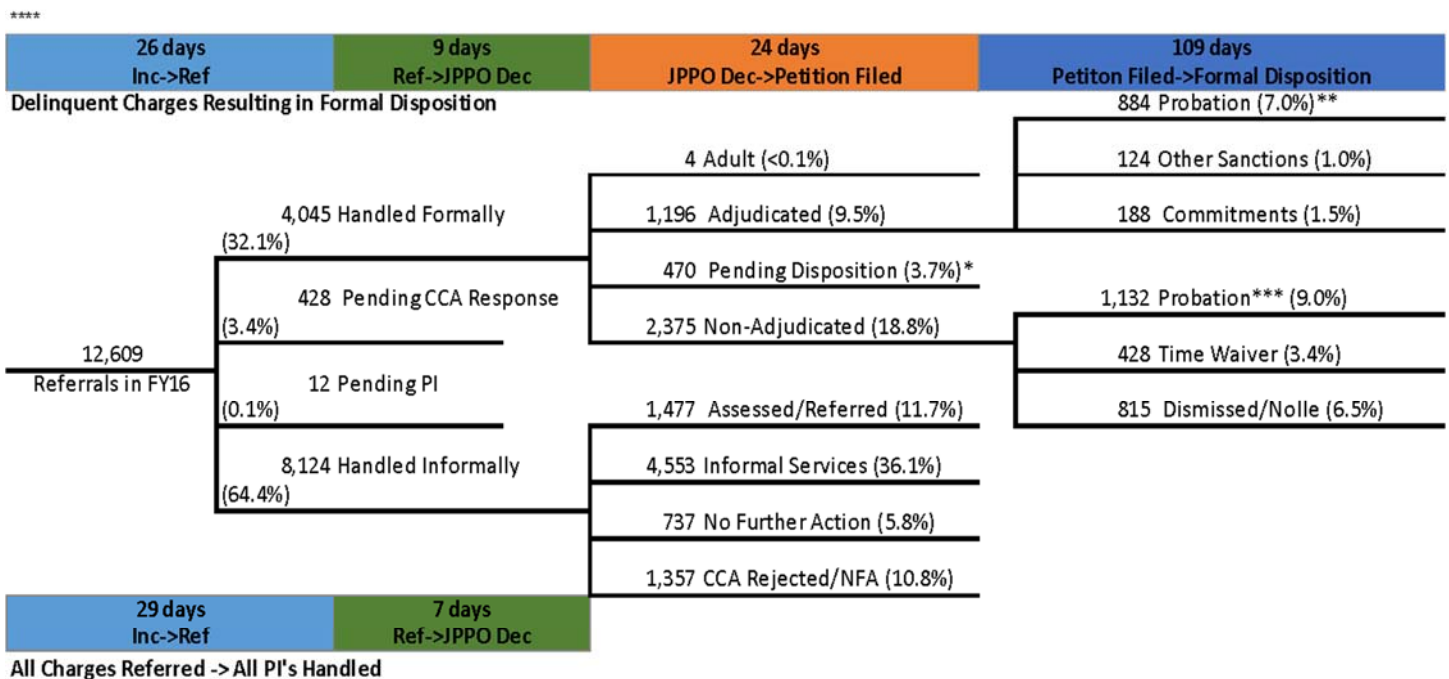 ****
26 days
Inc->Ref
9 days
Ref->JPPO Dec
24 days
JPPO Dec->Petition Filed
109 days
Petiton Filed->Formal Disposition
Delinquent Charges Resulting in Formal Disposition
884 Probation (7.0%)**
4 Adult (<0.1%)
124 Other Sanctions (1.0%)
4,045 Handled Formally
(32.1%)
1,196 Adjudicated (9.5%)
188 Commitments (1.5%)
470 Pending Disposition (3.7%)*
428 Pending CCA Response
(3.4%)
1,132 Probation*** (9.0%)
2,375 Non-Adjudicated (18.8%)
12,609
Referrals in FY16
428 Time Waiver (3.4%)
12 Pending PI
(0.1%)
1,477 Assessed/Referred (11.7%)
815 Dismissed/Nolle (6.5%)
8,124 Handled Informally
(64.4%)
4,553 Informal Services (36.1%)
737 No Further Action (5.8%)
1,357 CCA Rejected/NFA (10.8%)
29 days
Inc->Ref
7 days
Ref->JPPO Dec
All Charges Referred -> All PI's Handled